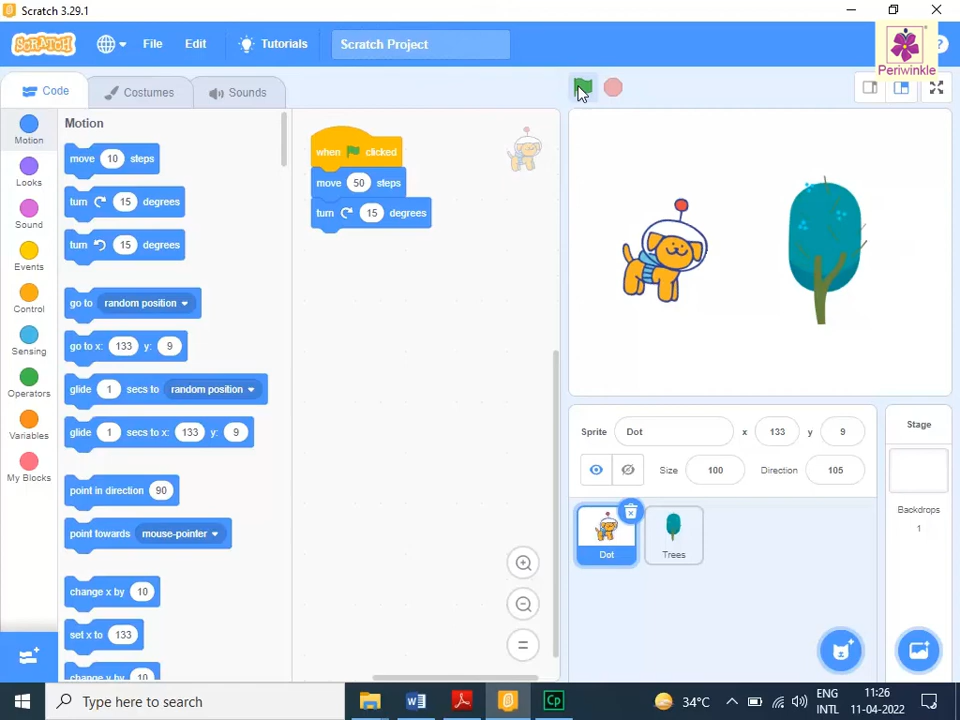 Scratch 3.29.1
SCRATCH
File
Edit
Tutorials
Scratch Project
?
Periwinkle
Code
Costumes
Sounds
Motion
Looks
Sound
Events
Control
Sensing
Operators
Variables
My Blocks
Motion
move 10 steps
turn 15 degrees
turn 15 degrees
go to random position
go to x: 133 y: 9
glide 1 secs to random position
glide 1 secs to x: 133 y: 9
point in direction 90
point towards mouse-pointer
change x by 10
set x to 133
change y by 10
when clicked
move 50 steps
turn 15 degrees
Sprite Dot x 133 y 9
Size 100 Direction 105
Dot
Trees
Stage
Backdrops
1
Type here to search
34°C
ENG
INTL
11:26
11-04-2022